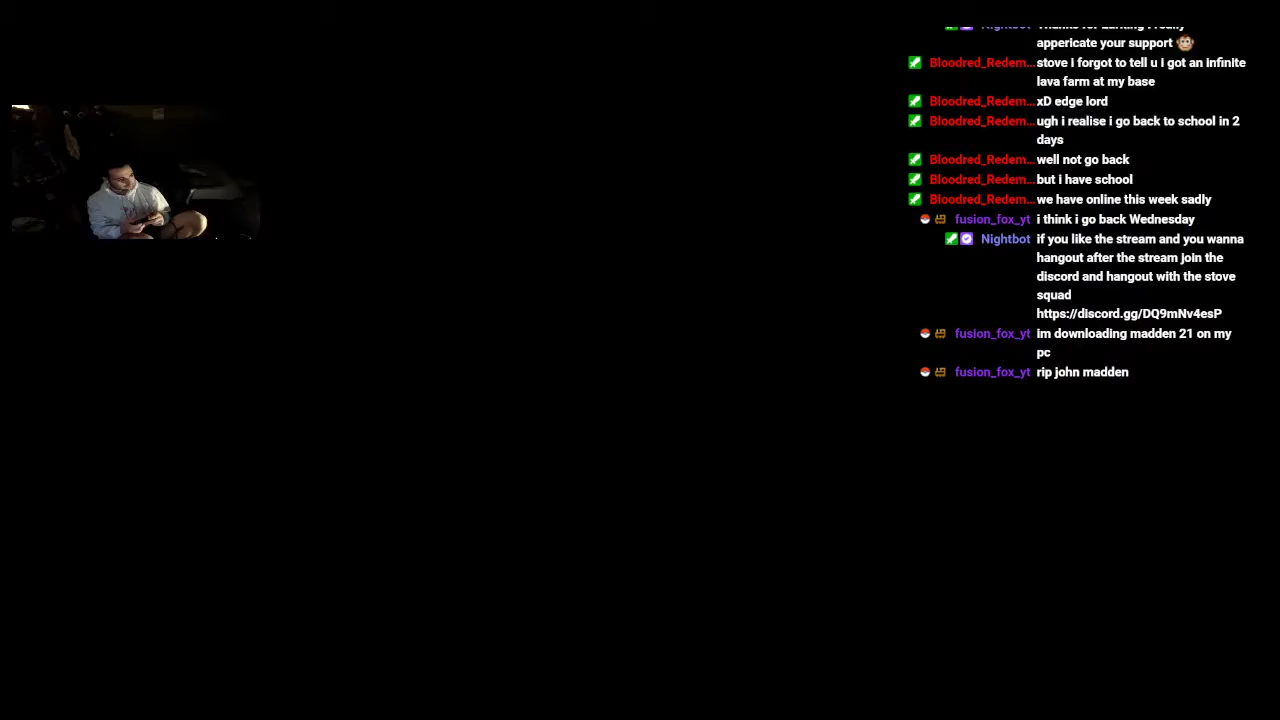 Nightbot Thanks for
appericate your support
Bloodred_Redem... stove i forgot to tell u i got an infinite
lava farm at my base
Bloodred_Redem... xD edge lord
Bloodred_Redem... ugh i realise i go back to school in 2
days
Bloodred_Redem... well not go back
Bloodred_Redem... but i have school
Bloodred_Redem... we have online this week sadly
fusion_fox_yt i think i go back Wednesday
Nightbot if you like the stream and you wanna
hangout after the stream join the
discord and hangout with the stove
squad
https://discord.gg/DQ9mNv4esP
fusion_fox_yt im downloading madden 21 on my
pc
fusion_fox_yt rip john madden